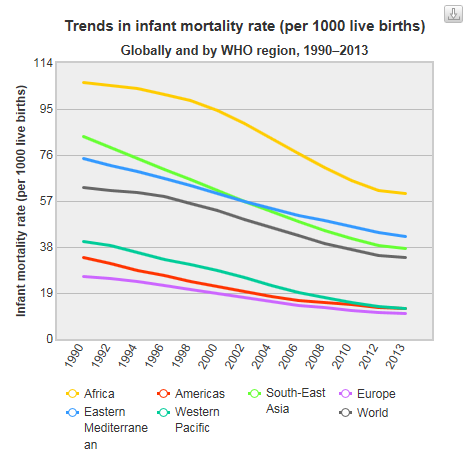 Trends in infant mortality rate (per 1000 live births)
Globally and by WHO region, 1990–2013
Infant mortality rate (per 1000 live births)
114
95
76
57
38
19
0
1990
1992
1994
1996
1998
2000
2002
2004
2006
2008
2010
2012
2013
Africa
Americas
South-East
Asia
Europe
Eastern
Mediterrane
an
Western
Pacific
World